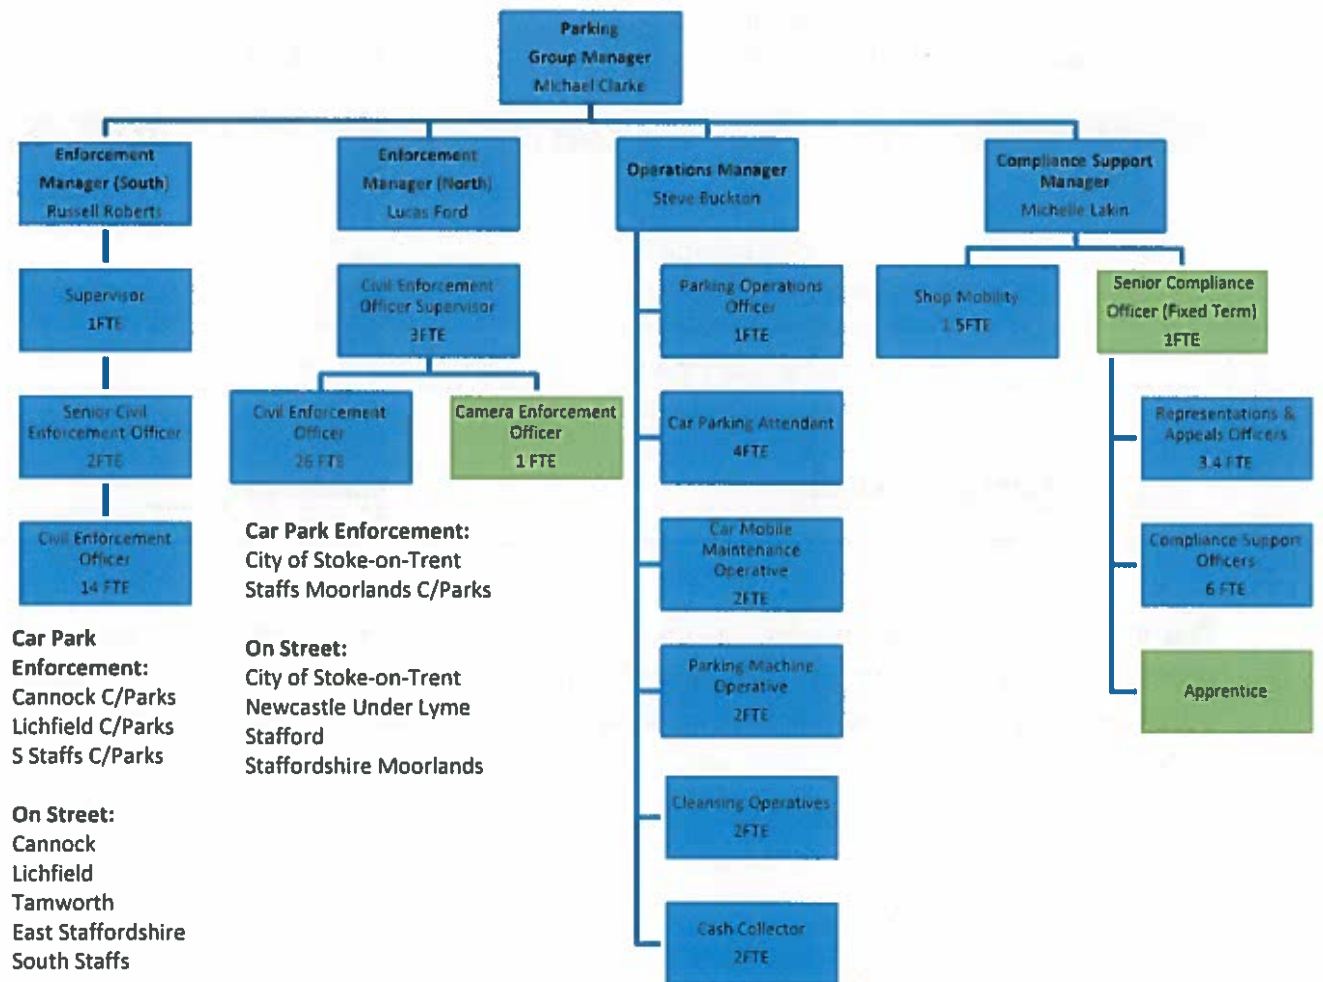 Parking
Group Manager
Michael Clarke
Enforcement
Manager (South)
Russell Roberts
Enforcement
Manager (North)
Lucas Ford
Operations Manager
Steve Buckton
Compliance Support
Manager
Michelle Lakin
Supervisor
1FTE
Senior Civil
Enforcement Officer
2FTE
Civil Enforcement
Officer
14 FTE
Car Park
Enforcement:
Cannock C/Parks
Lichfield C/Parks
S Staffs C/Parks
On Street:
Cannock
Lichfield
Tamworth
East Staffordshire
South Staffs
Civil Enforcement
Officer Supervisor
3FTE
Civil Enforcement
Officer
26 FTE
Camera Enforcement
Officer
1 FTE
Car Park Enforcement:
City of Stoke-on-Trent
Staffs Moorlands C/Parks
On Street:
City of Stoke-on-Trent
Newcastle Under Lyme
Stafford
Staffordshire Moorlands
Parking Operations
Officer
1FTE
Car Parking Attendant
4FTE
Car Mobile
Maintenance
Operative
2FTE
Parking Machine
Operative
2FTE
Cleansing Operatives
2FTE
Cash Collector
2FTE
Shop Mobility
1.5FTE
Senior Compliance
Officer (Fixed Term)
1FTE
Representations &
Appeals Officers
3.4 FTE
Compliance Support
Officers
6 FTE
Apprentice